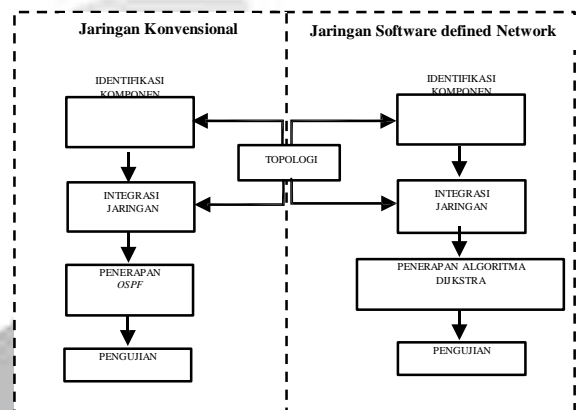 Jaringan Konvensional
Jaringan Software defined Network
IDENTIFIKASI
KOMPONEN
IDENTIFIKASI
KOMPONEN
TOPOLOGI
INTEGRASI
JARINGAN
INTEGRASI
JARINGAN
PENERAPAN
OSPF
PENERAPAN ALGORITMA
DIJKSTRA
PENGUJIAN
PENGUJIAN